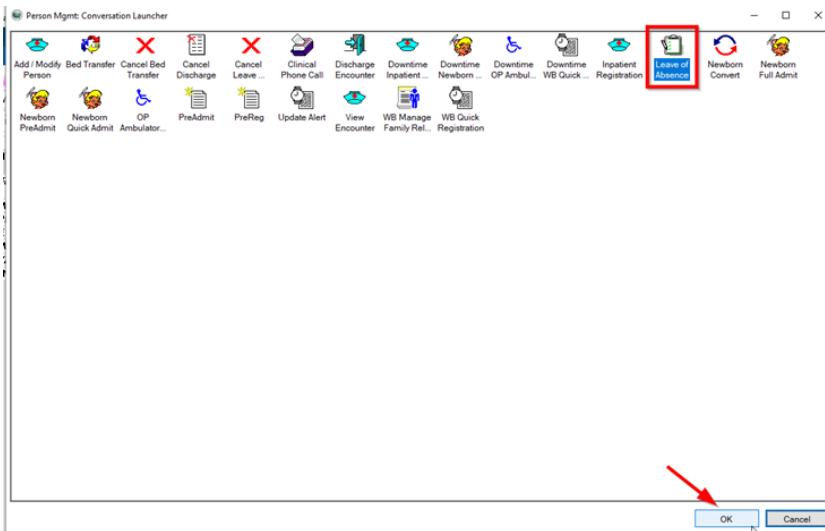 Person Mgmt: Conversation Launcher
Add / Modify Person
Bed Transfer
Cancel Bed Transfer
Cancel Discharge
Cancel Leave ...
Clinical Phone Call
Discharge Encounter
Downtime Inpatient ...
Downtime Newborn ...
Downtime OP Ambul...
Downtime WB Quick ...
Inpatient Registration
Leave of Absence
Newborn Convert
Newborn Full Admit
Newborn PreAdmit
Newborn Quick Admit
OP Ambulator...
PreAdmit
PreReg
Update Alert
View Encounter
WB Manage Family Rel...
WB Quick Registration
OK
Cancel